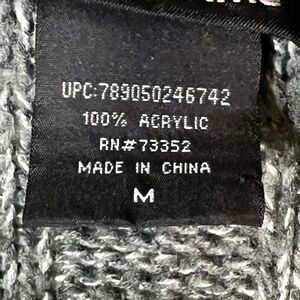 UPC:789050246742
100% ACRYLIC
RN#73352
MADE IN CHINA
M